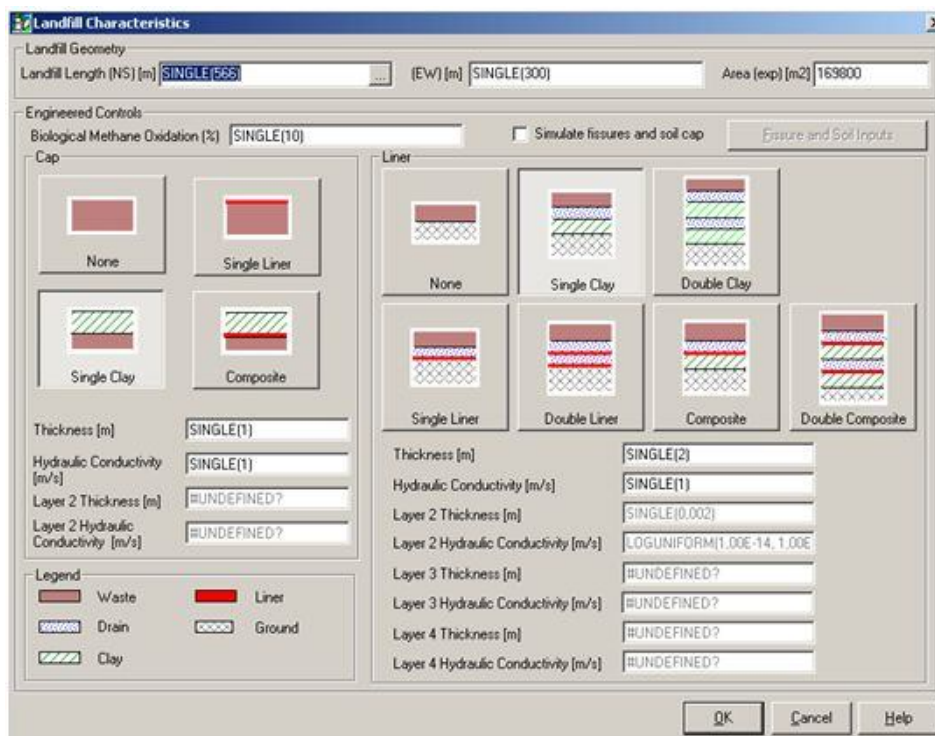 Landfill Characteristics
Landfill Geometry
Landfill Length (NS) [m] SINGLE(566) ... (EW) [m] SINGLE(300) Area (exp) [m2] 169800
Engineered Controls
Biological Methane Oxidation (%) SINGLE(10) Simulate fissures and soil cap Fissure and Soil Inputs
Cap
None
Single Liner
Single Clay
Composite
Thickness [m] SINGLE(1)
Hydraulic Conductivity [m/s] SINGLE(1)
Layer 2 Thickness [m] #UNDEFINED?
Layer 2 Hydraulic Conductivity [m/s] #UNDEFINED?
Legend
Waste
Liner
Drain
Ground
Clay
Liner
None
Single Clay
Double Clay
Single Liner
Double Liner
Composite
Double Composite
Thickness [m] SINGLE(2)
Hydraulic Conductivity [m/s] SINGLE(1)
Layer 2 Thickness [m] SINGLE(0,002)
Layer 2 Hydraulic Conductivity [m/s] LOGUNIFORM(1,00E-14, 1,00E
Layer 3 Thickness [m] #UNDEFINED?
Layer 3 Hydraulic Conductivity [m/s] #UNDEFINED?
Layer 4 Thickness [m] #UNDEFINED?
Layer 4 Hydraulic Conductivity [m/s] #UNDEFINED?
OK Cancel Help